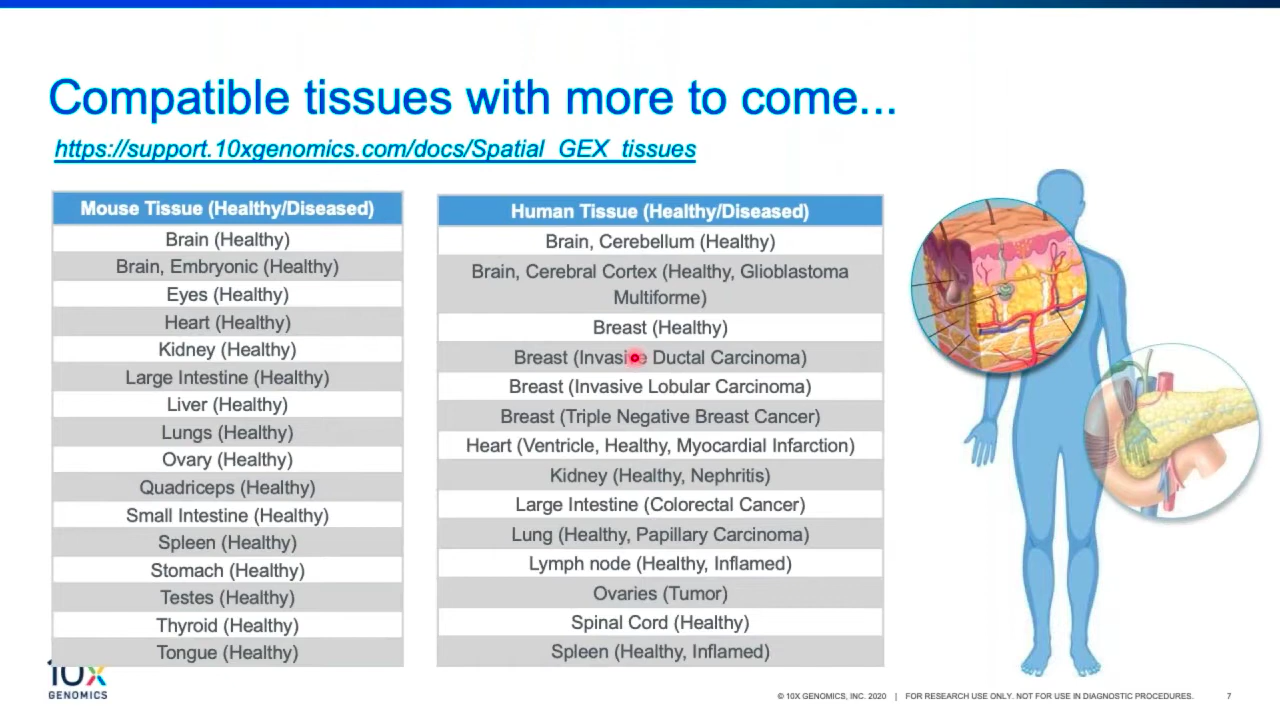 Compatible tissues with more to come...
https://support.10xgenomics.com/docs/Spatial_GEX_tissues
Mouse Tissue (Healthy/Diseased)
Brain (Healthy)
Brain, Embryonic (Healthy)
Eyes (Healthy)
Heart (Healthy)
Kidney (Healthy)
Large Intestine (Healthy)
Liver (Healthy)
Lungs (Healthy)
Ovary (Healthy)
Quadriceps (Healthy)
Small Intestine (Healthy)
Spleen (Healthy)
Stomach (Healthy)
Testes (Healthy)
Thyroid (Healthy)
Tongue (Healthy)
Human Tissue (Healthy/Diseased)
Brain, Cerebellum (Healthy)
Brain, Cerebral Cortex (Healthy, Glioblastoma
Multiforme)
Breast (Healthy)
Breast (Invasive Ductal Carcinoma)
Breast (Invasive Lobular Carcinoma)
Breast (Triple Negative Breast Cancer)
Heart (Ventricle, Healthy, Myocardial Infarction)
Kidney (Healthy, Nephritis)
Large Intestine (Colorectal Cancer)
Lung (Healthy, Papillary Carcinoma)
Lymph node (Healthy, Inflamed)
Ovaries (Tumor)
Spinal Cord (Healthy)
Spleen (Healthy, Inflamed)
10X
GENOMICS
© 10X GENOMICS, INC. 2020 | FOR RESEARCH USE ONLY. NOT FOR USE IN DIAGNOSTIC PROCEDURES. 7